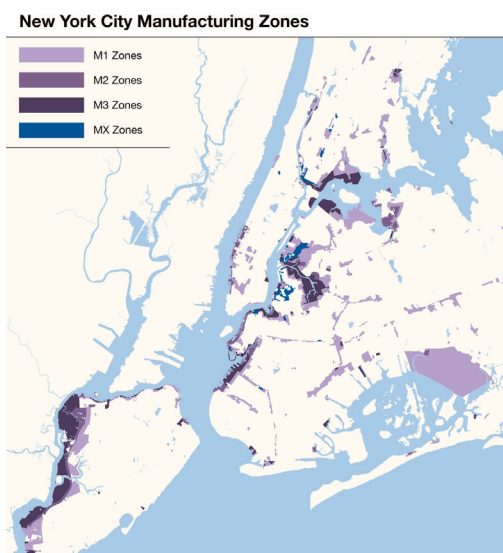 New York City Manufacturing Zones
M1 Zones
M2 Zones
M3 Zones
MX Zones